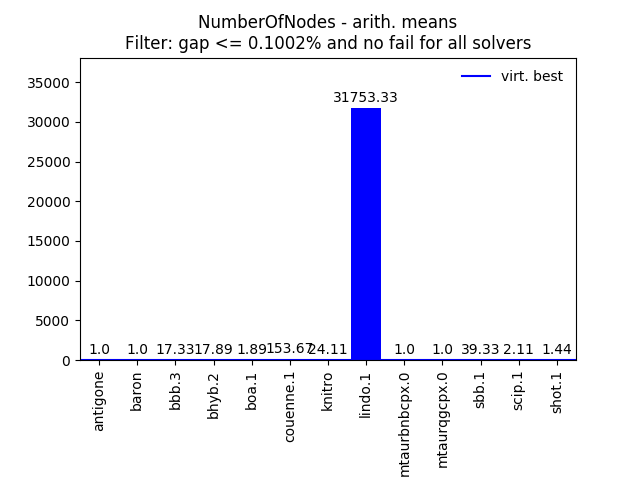 NumberOfNodes - arith. means
Filter: gap <= 0.1002% and no fail for all solvers
virt. best
35000
30000
25000
20000
15000
10000
5000
0
1.0
1.0
17.33
17.89
1.89
153.67
24.11
31753.33
1.0
1.0
39.33
2.11
1.44
antigone
baron
bbb.3
bhyb.2
boa.1
couenne.1
knitro
lindo.1
mtaurbnbcpx.0
mtaurqgcpx.0
sbb.1
scip.1
shot.1